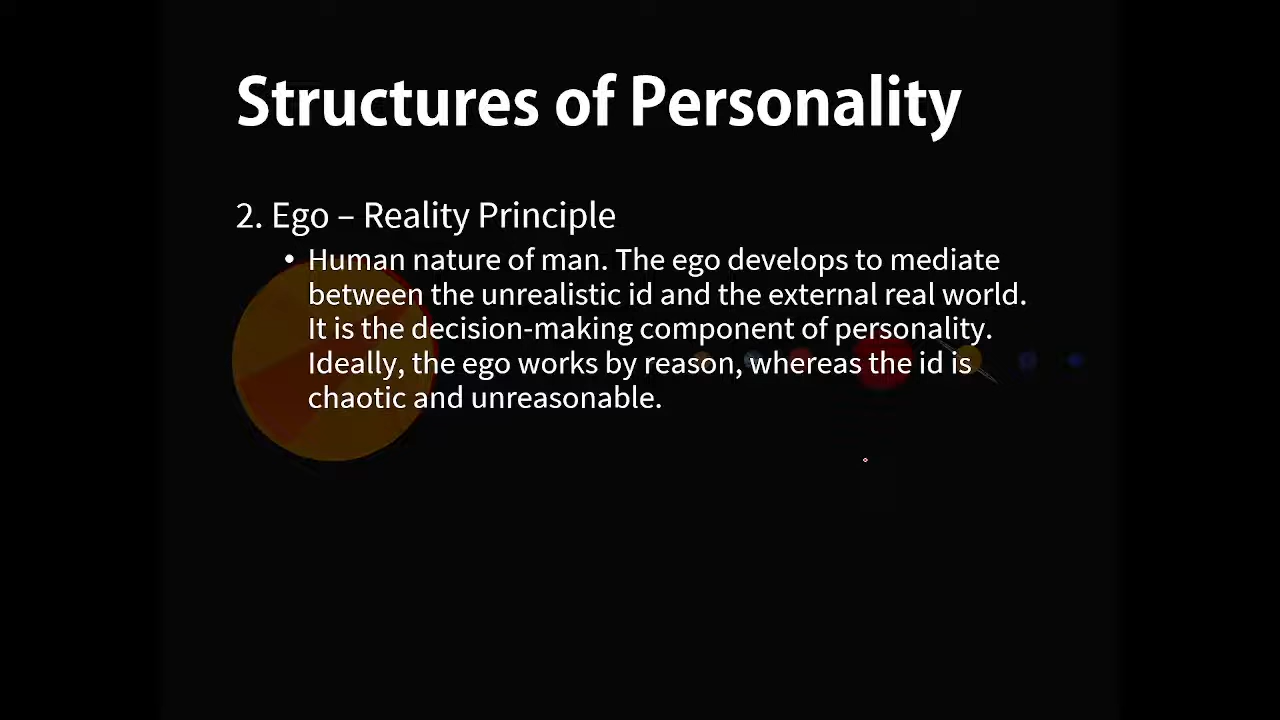 Structures of Personality
2. Ego – Reality Principle
• Human nature of man. The ego develops to mediate
between the unrealistic id and the external real world.
It is the decision-making component of personality.
Ideally, the ego works by reason, whereas the id is
chaotic and unreasonable.